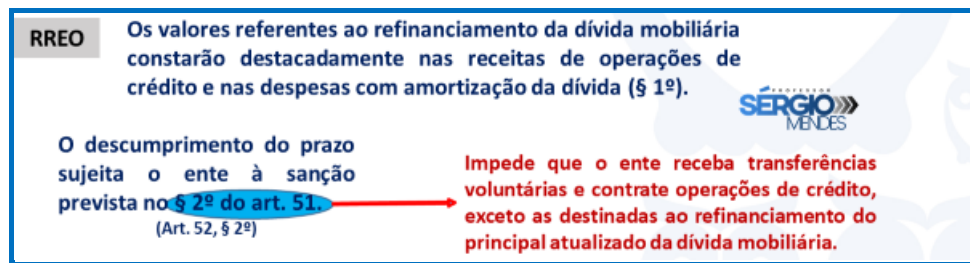 RREO
Os valores referentes ao refinanciamento da dívida mobiliária
constarão destacadamente nas receitas de operações de
crédito e nas despesas com amortização da dívida (§ 1º).
PROFESSOR
SÉRGIO
MENDES
O descumprimento do prazo
sujeita o ente à sanção
prevista no § 2º do art. 51.
(Art. 52, § 2º)
Impede que o ente receba transferências
voluntárias e contrate operações de crédito,
exceto as destinadas ao refinanciamento do
principal atualizado da dívida mobiliária.